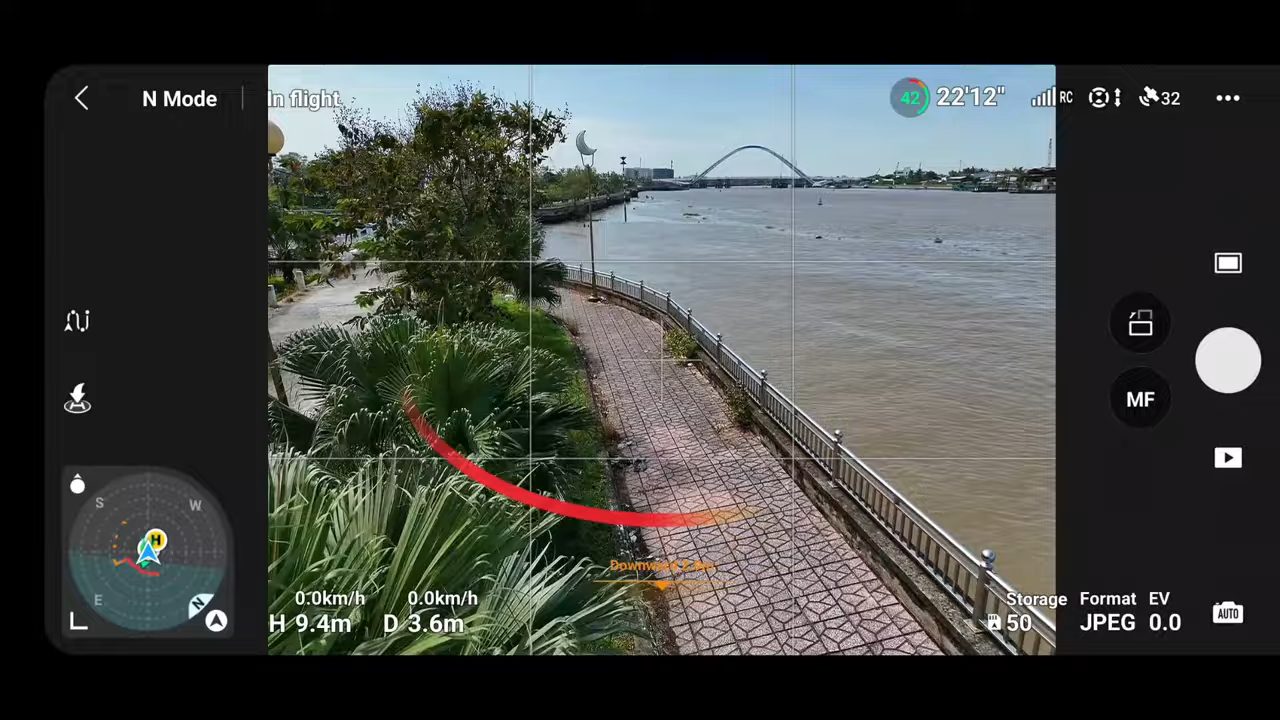 N Mode
In flight
42
22'12"
RC
32
MF
S
W
H
E
N
0.0km/h
0.0km/h
H 9.4m
D 3.6m
Storage
50
Format
JPEG
EV
0.0
AUTO